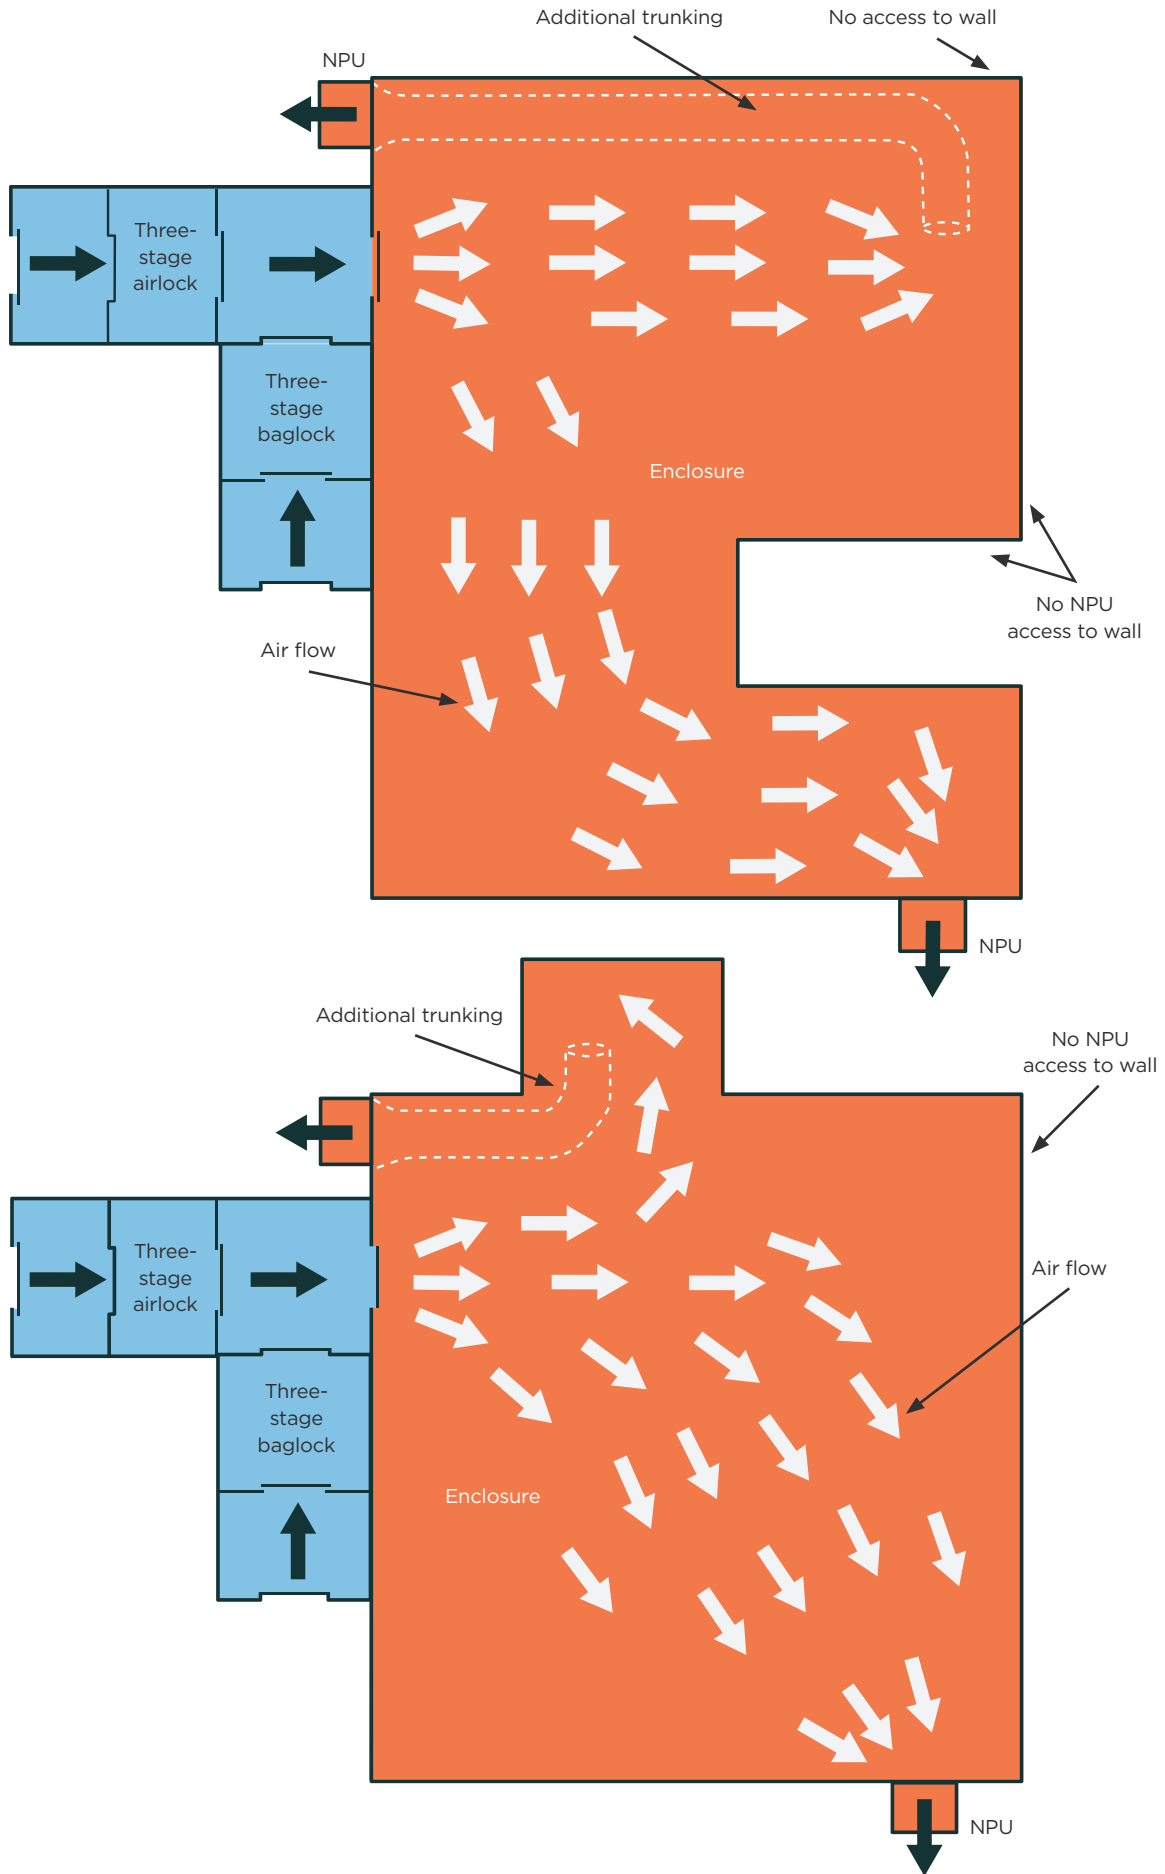 Additional trunking
No access to wall
NPU
Three-
stage
airlock
Three-
stage
baglock
Enclosure
No NPU
access to wall
Air flow
NPU
Additional trunking
No NPU
access to wall
Three-
stage
airlock
Air flow
Three-
stage
baglock
Enclosure
NPU